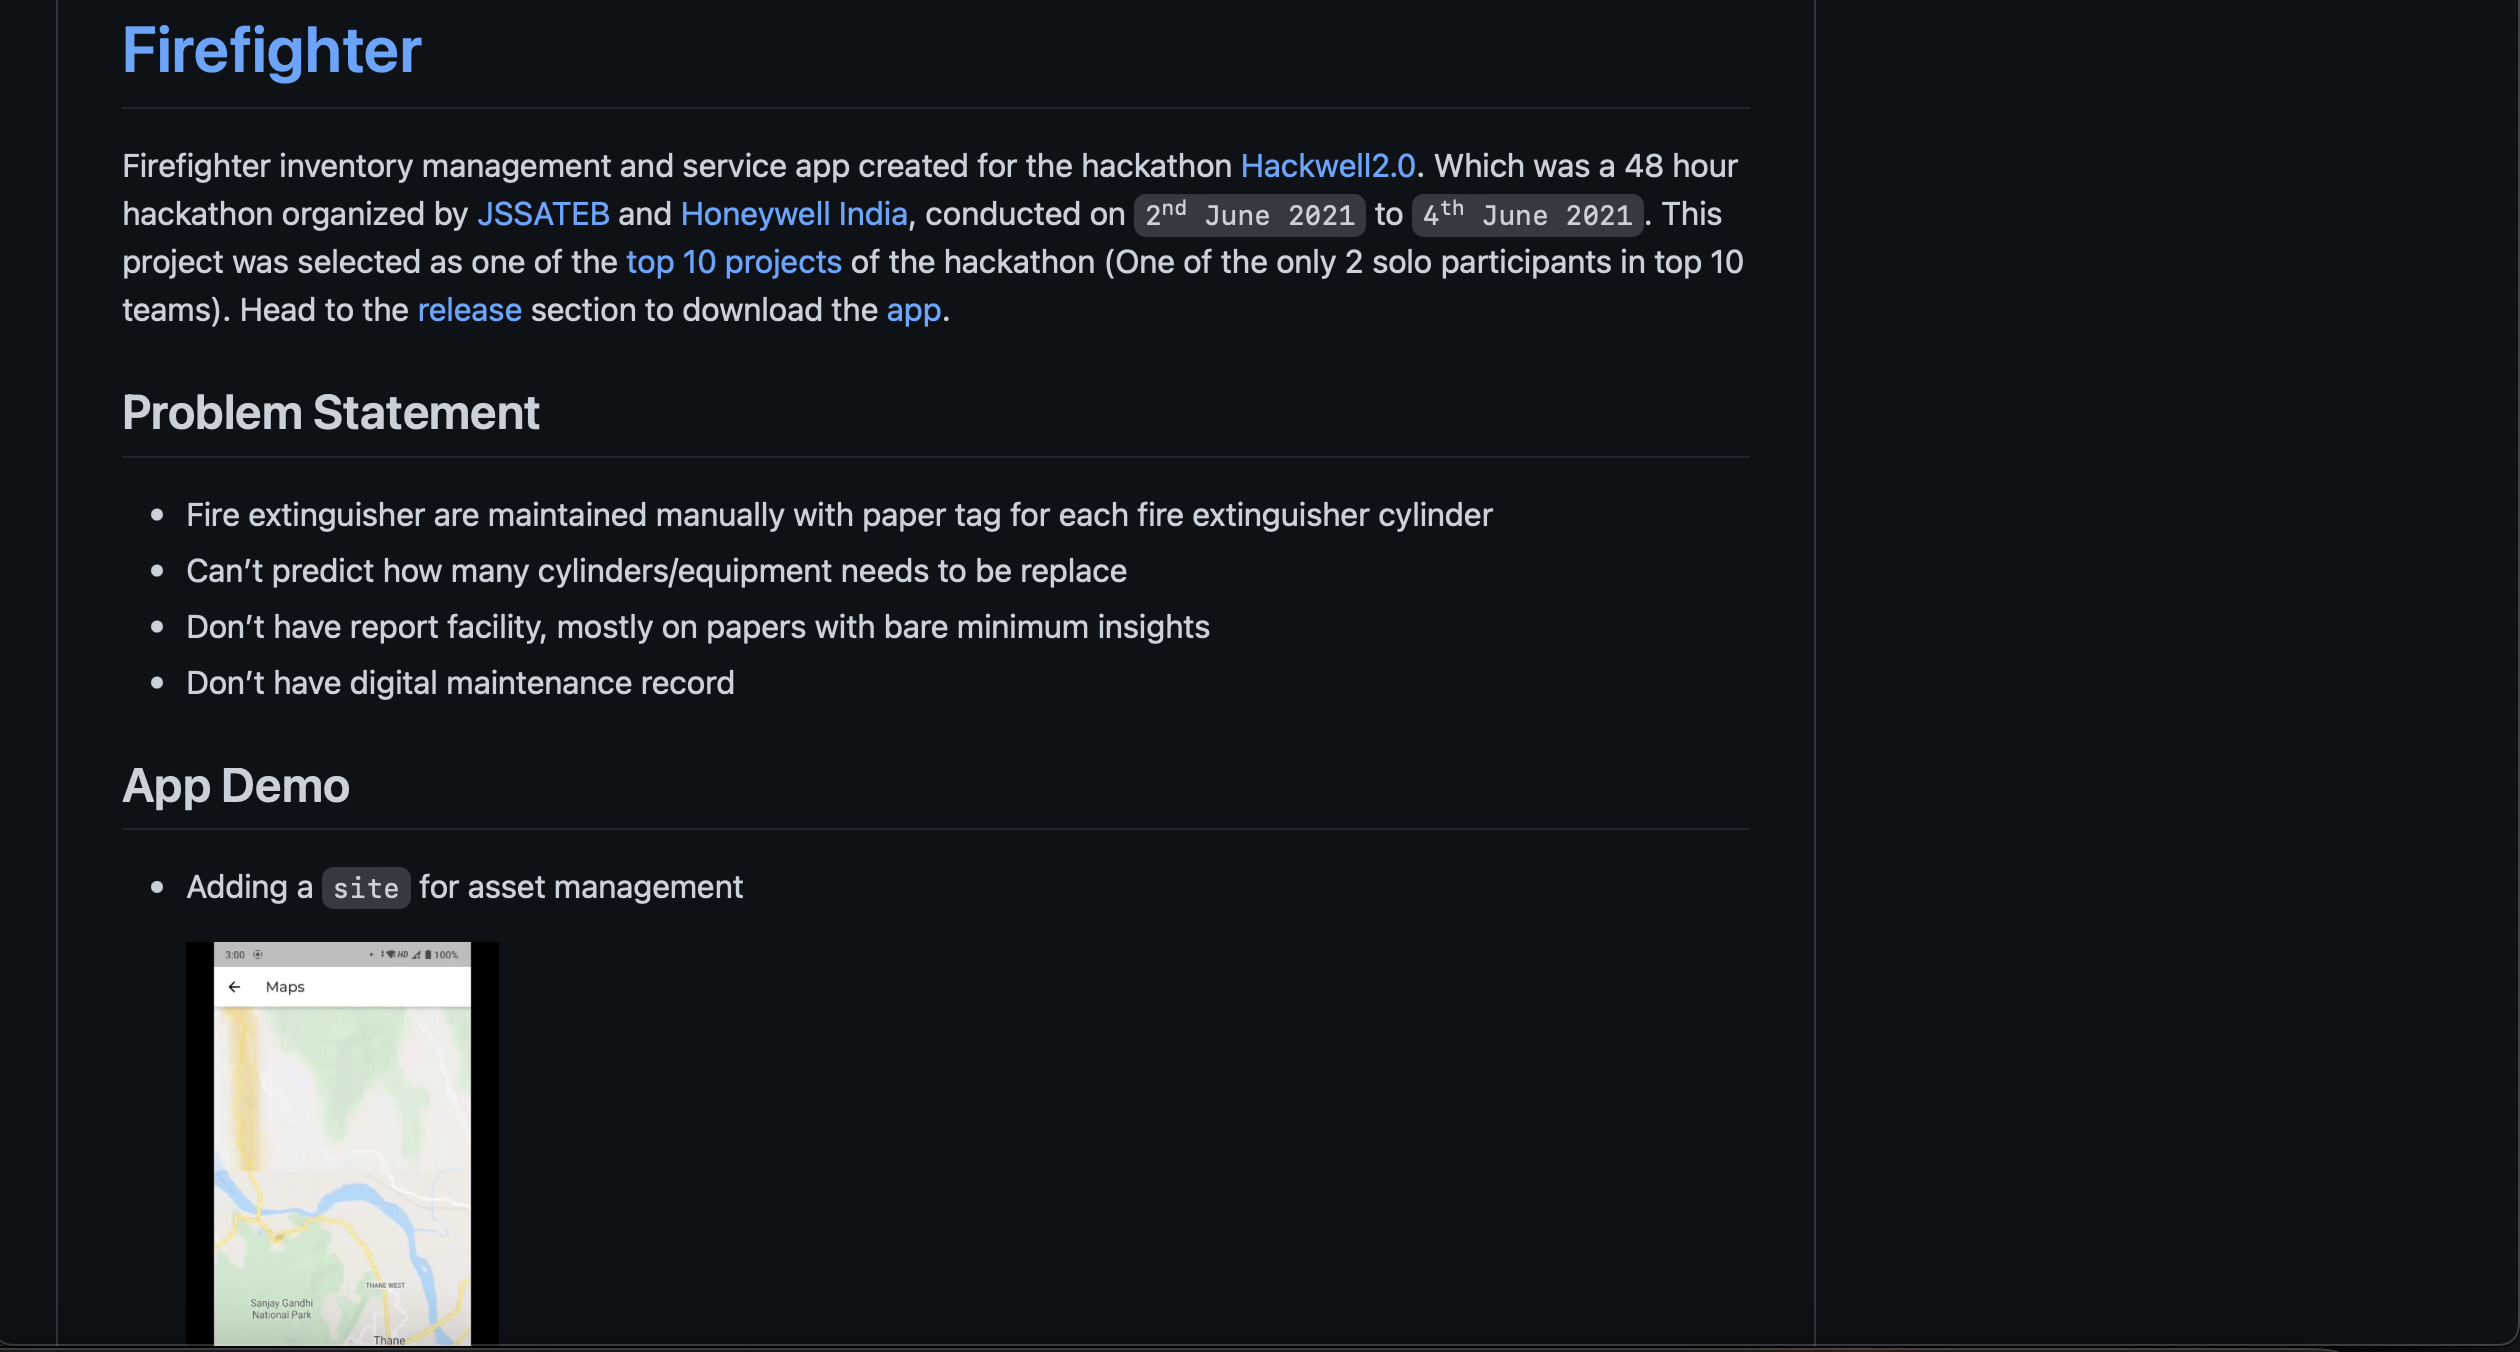 Firefighter
Firefighter inventory management and service app created for the hackathon Hackwell2.0. Which was a 48 hour
hackathon organized by JSSATEB and Honeywell India, conducted on 2nd June 2021 to 4th June 2021. This
project was selected as one of the top 10 projects of the hackathon (One of the only 2 solo participants in top 10
teams). Head to the release section to download the app.
Problem Statement
• Fire extinguisher are maintained manually with paper tag for each fire extinguisher cylinder
• Can't predict how many cylinders/equipment needs to be replace
• Don't have report facility, mostly on papers with bare minimum insights
• Don't have digital maintenance record
App Demo
• Adding a site for asset management
3:00 HD 100%
Maps
THANE WEST
Sanjay Gandhi
National Park
Thane